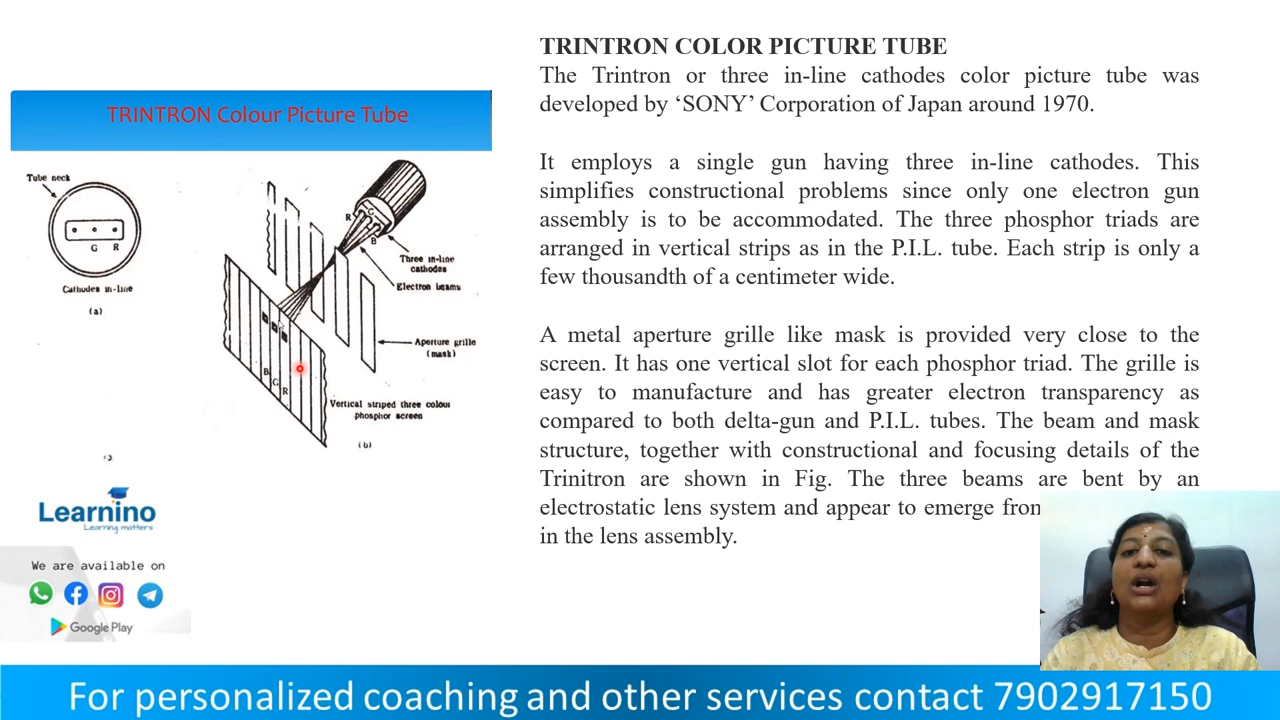 TRINTRON COLOR PICTURE TUBE
The Trintron or three in-line cathodes color picture tube was
developed by ‘SONY’ Corporation of Japan around 1970.
It employs a single gun having three in-line cathodes. This
simplifies constructional problems since only one electron gun
assembly is to be accommodated. The three phosphor triads are
arranged in vertical strips as in the P.I.L. tube. Each strip is only a
few thousandth of a centimeter wide.
A metal aperture grille like mask is provided very close to the
screen. It has one vertical slot for each phosphor triad. The grille is
easy to manufacture and has greater electron transparency as
compared to both delta-gun and P.I.L. tubes. The beam and mask
structure, together with constructional and focusing details of the
Trinitron are shown in Fig. The three beams are bent by an
electrostatic lens system and appear to emerge from
in the lens assembly.
TRINTRON Colour Picture Tube
Tube neck
G R
Cathodes in-line
(a)
R
G
B
Three in-line
cathodes
Electron beams
Aperture grille
(mask)
B
G
R
Vertical striped three colour
phosphor screen
(b)
Learnino
Learning matters
We are available on
Google Play
For personalized coaching and other services contact 7902917150